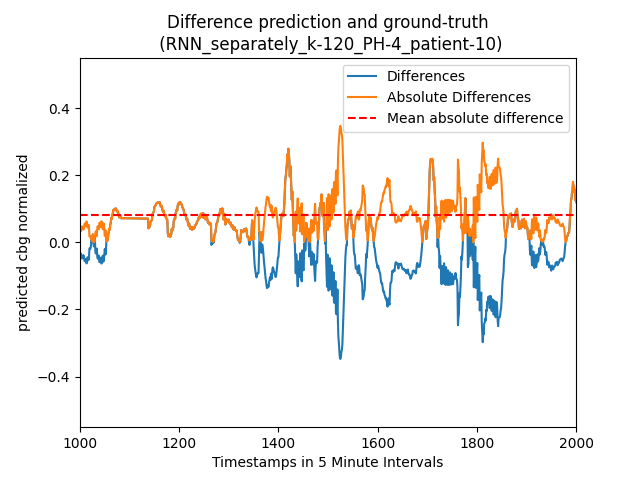 Difference prediction and ground-truth
(RNN_separately_k-120_PH-4_patient-10)
Differences
Absolute Differences
Mean absolute difference
predicted cbg normalized
0.4
0.2
0.0
−0.2
−0.4
1000 1200 1400 1600 1800 2000
Timestamps in 5 Minute Intervals